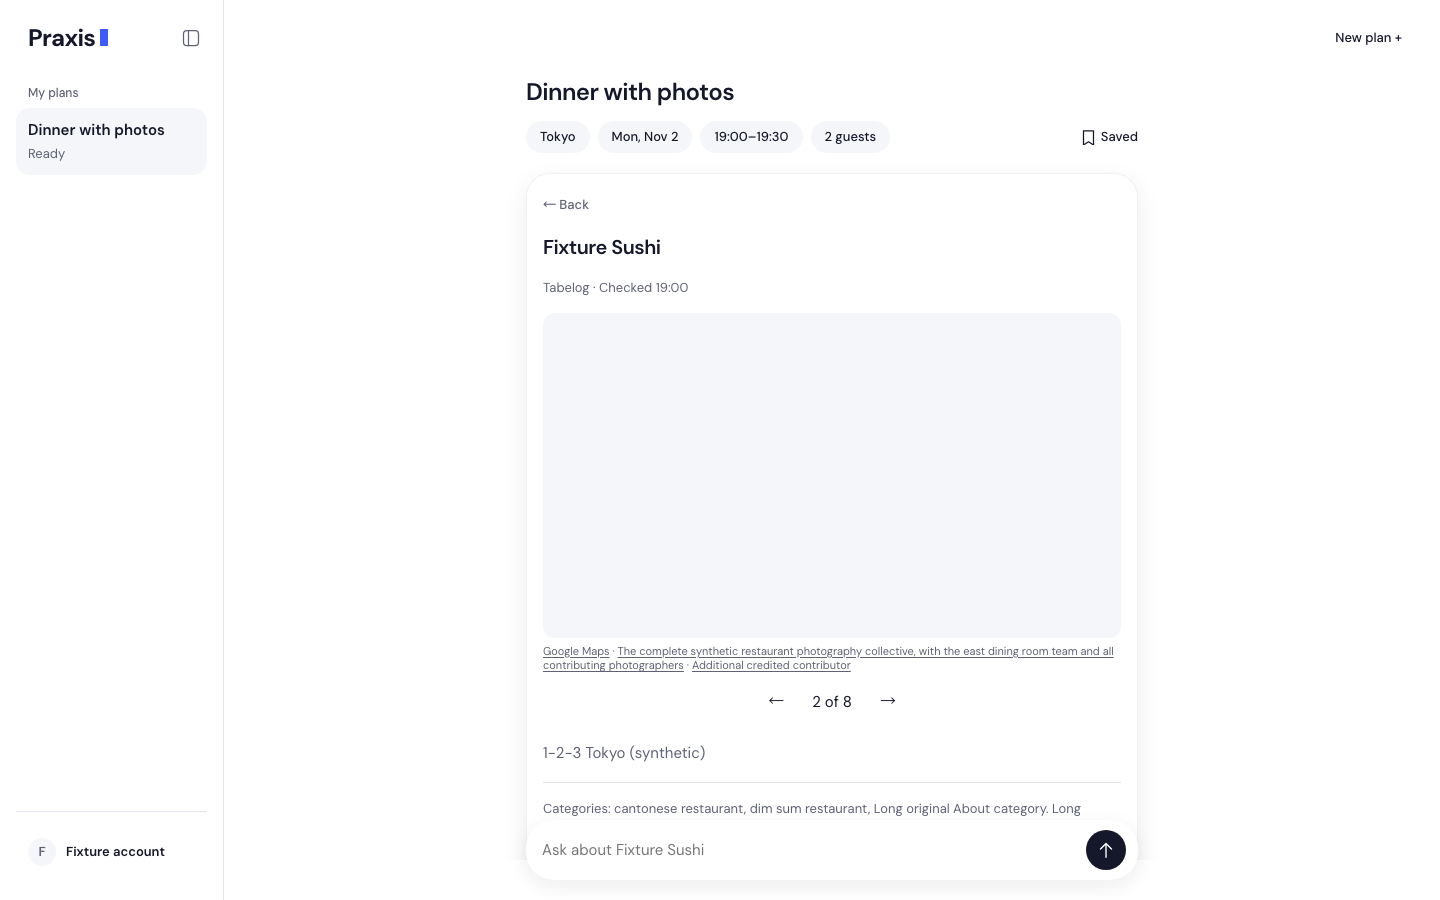 Praxis
New plan +
My plans
Dinner with photos
Ready
Dinner with photos
Tokyo
Mon, Nov 2
19:00–19:30
2 guests
Saved
← Back
Fixture Sushi
Tabelog · Checked 19:00
Google Maps · The complete synthetic restaurant photography collective, with the east dining room team and all
contributing photographers · Additional credited contributor
← 2 of 8 →
1-2-3 Tokyo (synthetic)
Categories: cantonese restaurant, dim sum restaurant, Long original About category. Long
Ask about Fixture Sushi
F
Fixture account